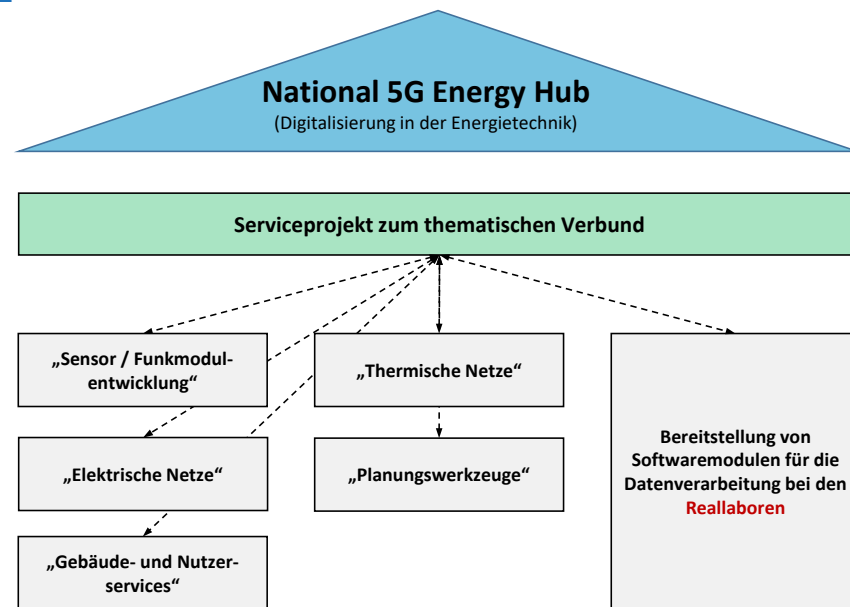 National 5G Energy Hub
(Digitalisierung in der Energietechnik)
Serviceprojekt zum thematischen Verbund
„Sensor / Funkmodul-
entwicklung“
„Thermische Netze“
„Elektrische Netze“
„Planungswerkzeuge“
„Gebäude- und Nutzer-
services“
Bereitstellung von
Softwaremodulen für die
Datenverarbeitung bei den
Reallaboren